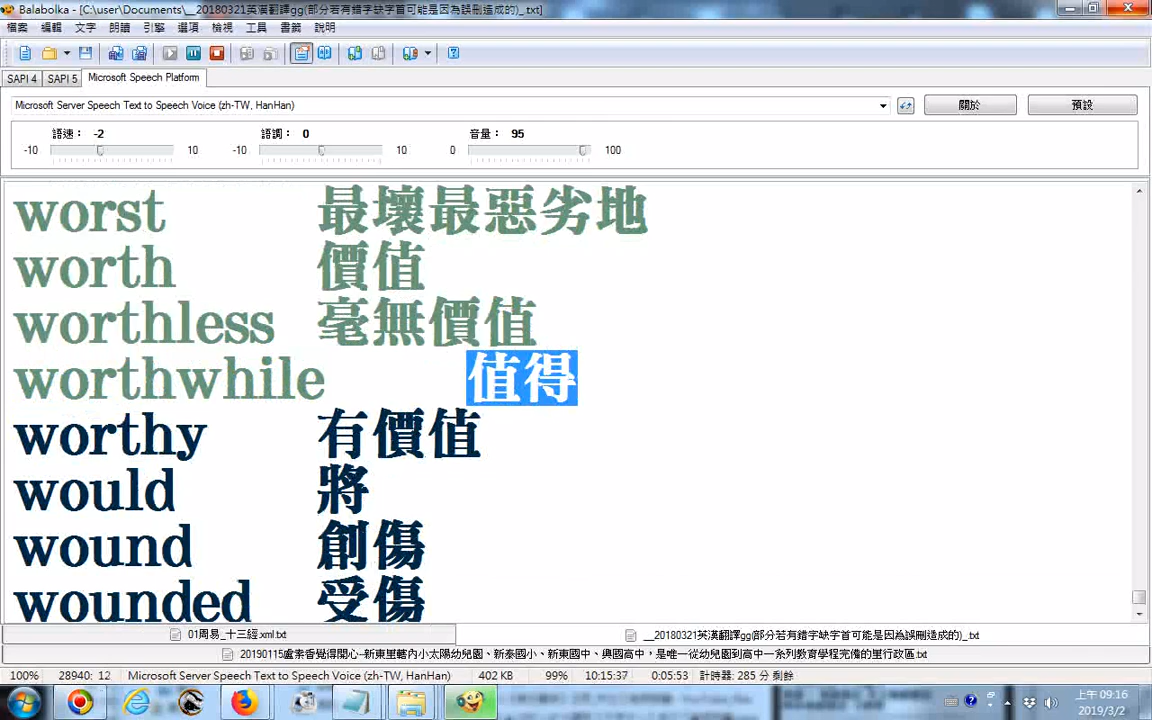 Balabolka - [C:\user\Documents\__20180321英漢翻譯gg(部分若有錯字缺字首可能是因為誤刪造成的)_.txt]
檔案 編輯 文字 朗讀 引擎 選項 檢視 工具 書籤 說明
SAPI 4 SAPI 5 Microsoft Speech Platform
Microsoft Server Speech Text to Speech Voice (zh-TW, HanHan) 關於 預設
語速： -2 語調： 0 音量： 95
-10 10 -10 10 0 100
worst 最壞最惡劣地
worth 價值
worthless 毫無價值
worthwhile 值得
worthy 有價值
would 將
wound 創傷
wounded 受傷
01周易_十三經.xml.txt __20180321英漢翻譯gg(部分若有錯字缺字首可能是因為誤刪造成的)_.txt
20190115盧素香覺得開心--新東里轄內小太陽幼兒園、新泰國小、新東國中、興國高中，是唯一從幼兒園到高中一系列教育學程完備的里行政區.txt
100% 28940: 12 Microsoft Server Speech Text to Speech Voice (zh-TW, HanHan) 402 KB 99% 10:15:37 0:05:53 計時器: 285 分 剩餘
上午 09:16
2019/3/2